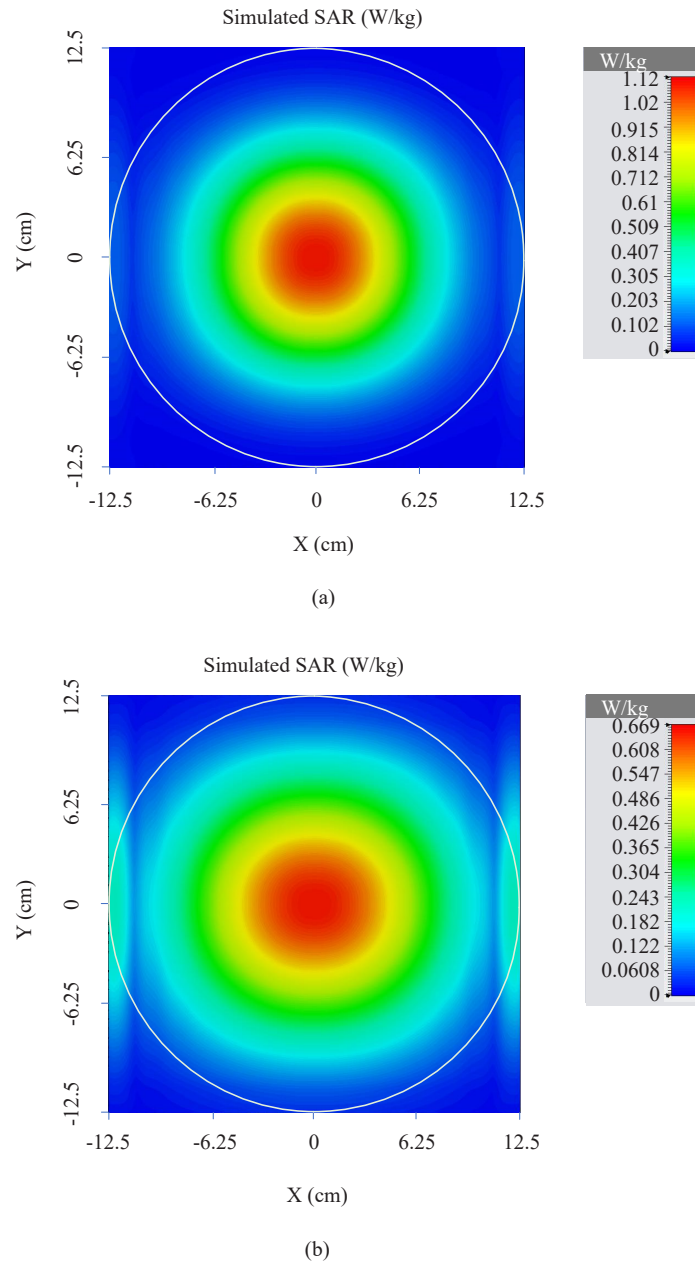 Simulated SAR (W/kg)
12.5
6.25
0
-6.25
-12.5
Y (cm)
-12.5 -6.25 0 6.25 12.5
X (cm)
W/kg
1.12
1.02
0.915
0.814
0.712
0.61
0.509
0.407
0.305
0.203
0.102
0
(a)
Simulated SAR (W/kg)
12.5
6.25
0
-6.25
-12.5
Y (cm)
-12.5 -6.25 0 6.25 12.5
X (cm)
W/kg
0.669
0.608
0.547
0.486
0.426
0.365
0.304
0.243
0.182
0.122
0.0608
0
(b)